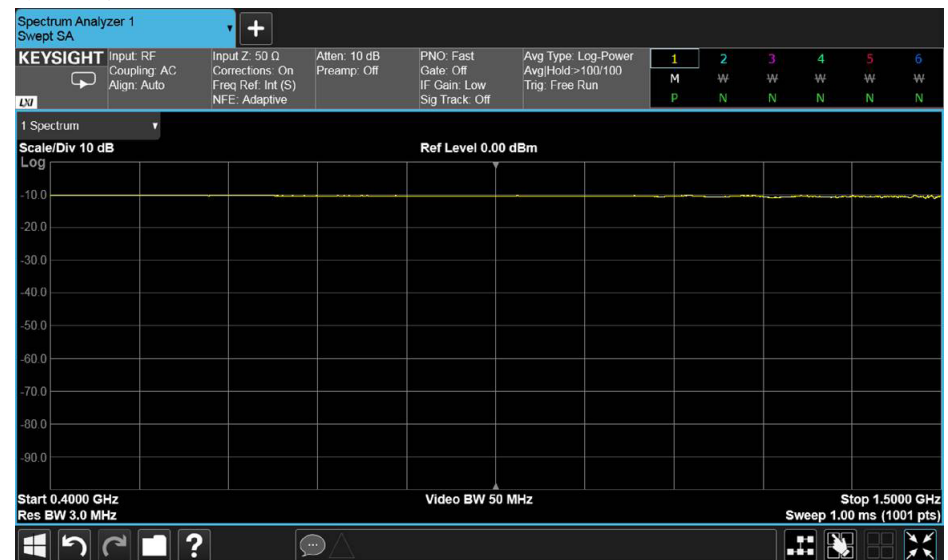 Spectrum Analyzer 1
Swept SA
+
KEYSIGHT
LXI
Input: RF
Coupling: AC
Align: Auto
Input Z: 50 Ω
Corrections: On
Freq Ref: Int (S)
NFE: Adaptive
Atten: 10 dB
Preamp: Off
PNO: Fast
Gate: Off
IF Gain: Low
Sig Track: Off
Avg Type: Log-Power
Avg|Hold:>100/100
Trig: Free Run
1 2 3 4 5 6
M W W W W W
P N N N N N
1 Spectrum
Scale/Div 10 dB
Ref Level 0.00 dBm
Log
-10.0
-20.0
-30.0
-40.0
-50.0
-60.0
-70.0
-80.0
-90.0
Start 0.4000 GHz
Video BW 50 MHz
Stop 1.5000 GHz
Res BW 3.0 MHz
Sweep 1.00 ms (1001 pts)
?